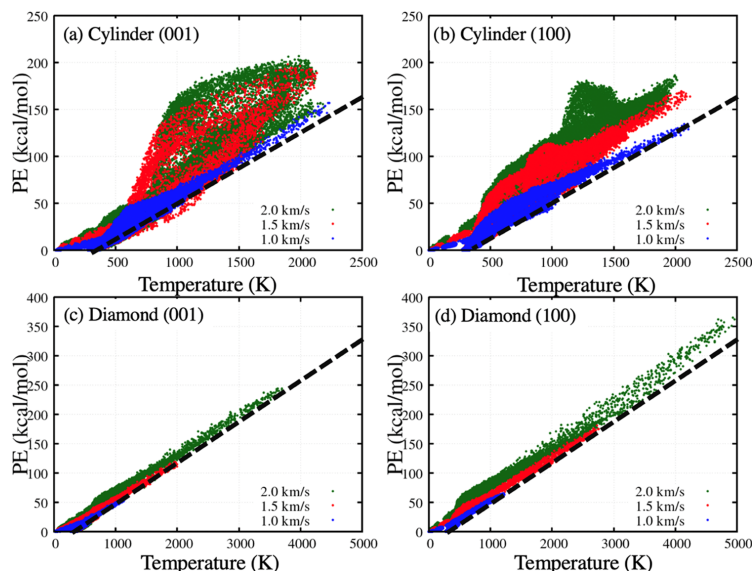 (a) Cylinder (001)
PE (kcal/mol)
250
200
150
100
50
0
2.0 km/s
1.5 km/s
1.0 km/s
0 500 1000 1500 2000 2500
Temperature (K)
(b) Cylinder (100)
PE (kcal/mol)
250
200
150
100
50
0
2.0 km/s
1.5 km/s
1.0 km/s
0 500 1000 1500 2000 2500
Temperature (K)
(c) Diamond (001)
PE (kcal/mol)
400
350
300
250
200
150
100
50
0
2.0 km/s
1.5 km/s
1.0 km/s
0 1000 2000 3000 4000 5000
Temperature (K)
(d) Diamond (100)
PE (kcal/mol)
400
350
300
250
200
150
100
50
0
2.0 km/s
1.5 km/s
1.0 km/s
0 1000 2000 3000 4000 5000
Temperature (K)